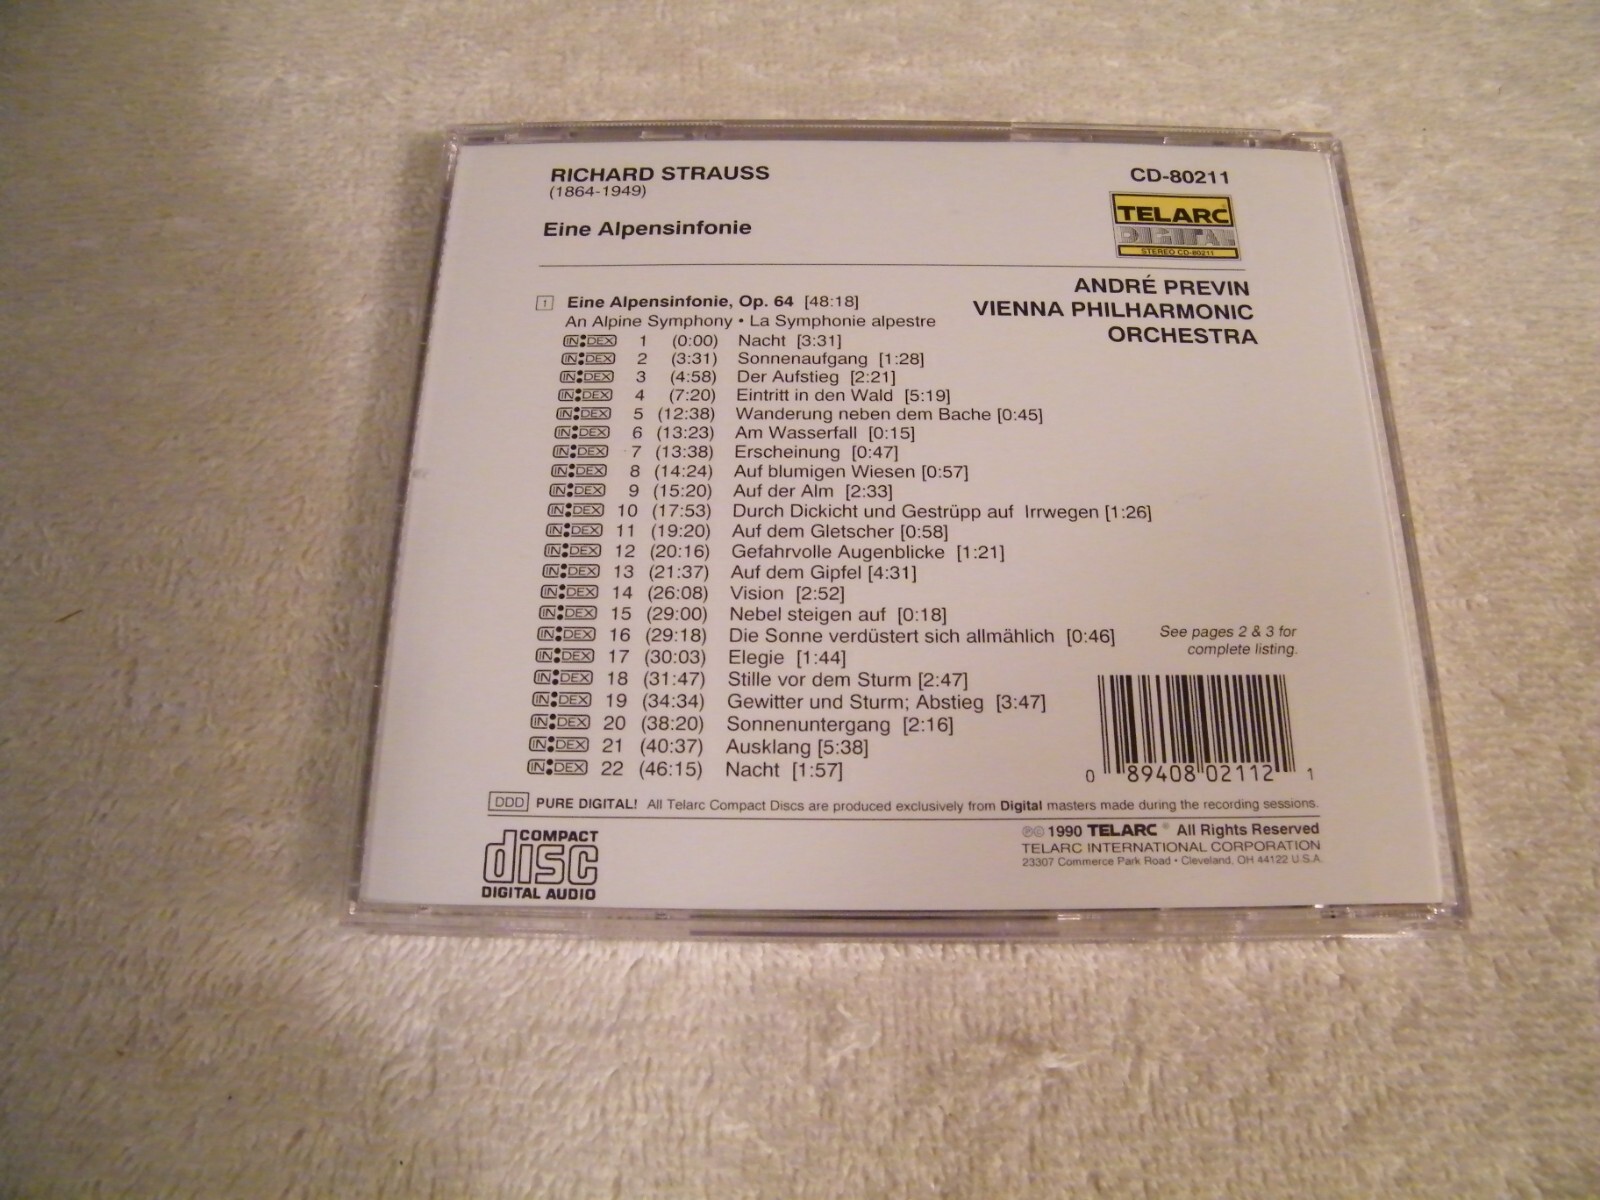 RICHARD STRAUSS
(1864-1949)
Eine Alpensinfonie
CD-80211
TELARC®
DIGITAL
STEREO CD-80211
ANDRÉ PREVIN
VIENNA PHILHARMONIC
ORCHESTRA
1 Eine Alpensinfonie, Op. 64 [48:18]
An Alpine Symphony • La Symphonie alpestre
INDEX 1 (0:00) Nacht [3:31]
INDEX 2 (3:31) Sonnenaufgang [1:28]
INDEX 3 (4:58) Der Aufstieg [2:21]
INDEX 4 (7:20) Eintritt in den Wald [5:19]
INDEX 5 (12:38) Wanderung neben dem Bache [0:45]
INDEX 6 (13:23) Am Wasserfall [0:15]
INDEX 7 (13:38) Erscheinung [0:47]
INDEX 8 (14:24) Auf blumigen Wiesen [0:57]
INDEX 9 (15:20) Auf der Alm [2:33]
INDEX 10 (17:53) Durch Dickicht und Gestrüpp auf Irrwegen [1:26]
INDEX 11 (19:20) Auf dem Gletscher [0:58]
INDEX 12 (20:16) Gefahrvolle Augenblicke [1:21]
INDEX 13 (21:37) Auf dem Gipfel [4:31]
INDEX 14 (26:08) Vision [2:52]
INDEX 15 (29:00) Nebel steigen auf [0:18]
INDEX 16 (29:18) Die Sonne verdüstert sich allmählich [0:46]
INDEX 17 (30:03) Elegie [1:44]
INDEX 18 (31:47) Stille vor dem Sturm [2:47]
INDEX 19 (34:34) Gewitter und Sturm; Abstieg [3:47]
INDEX 20 (38:20) Sonnenuntergang [2:16]
INDEX 21 (40:37) Ausklang [5:38]
INDEX 22 (46:15) Nacht [1:57]
See pages 2 & 3 for
complete listing.
0 89408 02112 1
DDD PURE DIGITAL! All Telarc Compact Discs are produced exclusively from Digital masters made during the recording sessions.
COMPACT
disc
DIGITAL AUDIO
℗© 1990 TELARC® All Rights Reserved
TELARC INTERNATIONAL CORPORATION
23307 Commerce Park Road • Cleveland, OH 44122 U.S.A.